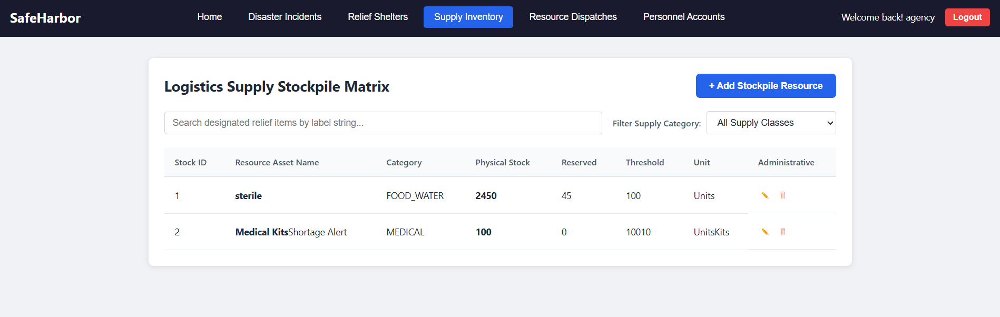 SafeHarbor Home Disaster Incidents Relief Shelters Supply Inventory Resource Dispatches Personnel Accounts Welcome back! agency Logout
Logistics Supply Stockpile Matrix + Add Stockpile Resource
Search designated relief items by label string... Filter Supply Category: All Supply Classes
Stock ID Resource Asset Name Category Physical Stock Reserved Threshold Unit Administrative
1 sterile FOOD_WATER 2450 45 100 Units
2 Medical KitsShortage Alert MEDICAL 100 0 10010 UnitsKits